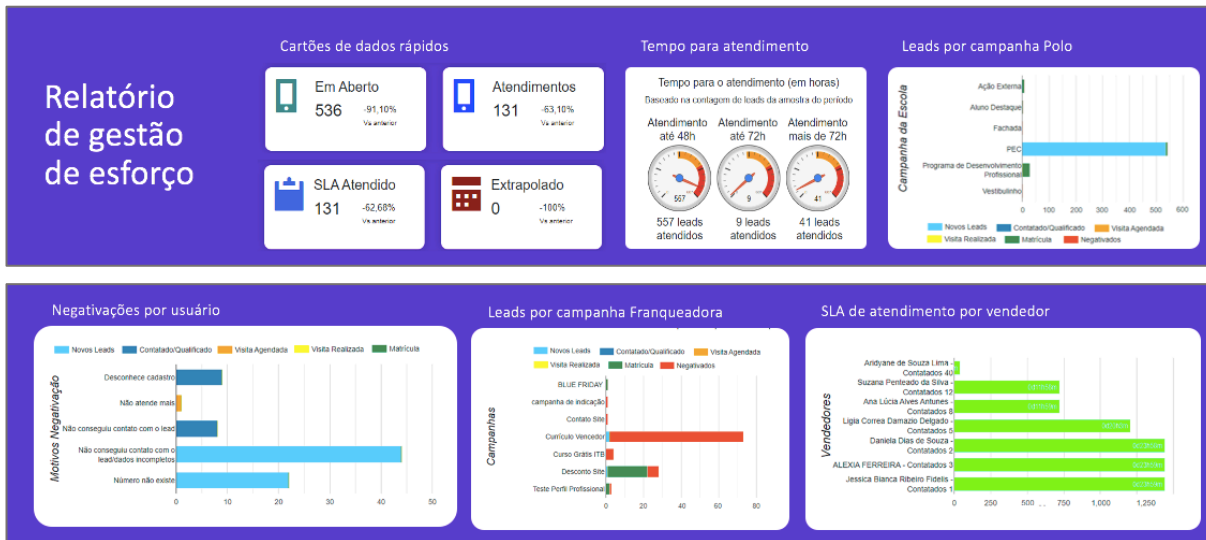 Relatório
de gestão
de esforço
Cartões de dados rápidos
Em Aberto
536
-91,10%
Vs anterior
Atendimentos
131
-63,10%
Vs anterior
SLA Atendido
131
-62,68%
Vs anterior
Extrapolado
0
-100%
Vs anterior
Tempo para atendimento
Tempo para o atendimento (em horas)
Baseado na contagem de leads da amostra do período
Atendimento
até 48h
567
557 leads
atendidos
Atendimento
até 72h
9
9 leads
atendidos
Atendimento
mais de 72h
41
41 leads
atendidos
Leads por campanha Polo
Campanha da Escola
Ação Externa
Aluno Destaque
Fachada
PEC
Programa de Desenvolvimento
Profissional
Vestibulinho
0 100 200 300 400 500 600
Novos Leads Contatado/Qualificado Visita Agendada
Visita Realizada Matrícula Negativados
Negativações por usuário
Novos Leads Contatado/Qualificado Visita Agendada Visita Realizada Matrícula
Motivos Negativação
Desconhece cadastro
Não atende mais
Não conseguiu contato com o lead
Não conseguiu contato com o
lead/dados incompletos
Número não existe
0 10 20 30 40 50
Leads por campanha Franqueadora
Novos Leads Contatado/Qualificado Visita Agendada
Visita Realizada Matrícula Negativados
Campanhas
BLUE FRIDAY
campanha de indicação
Contato Site
Currículo Vencedor
Curso Grátis ITB
Desconto Site
Teste Perfil Profissional
0 20 40 60 80
SLA de atendimento por vendedor
Vendedores
Aridyane de Souza Lima -
Contatados 40
Suzana Penteado da Silva -
Contatados 12
Ana Lúcia Alves Antunes -
Contatados 8
Ligia Correa Damazio Delgado -
Contatados 5
Daniela Dias de Souza -
Contatados 2
ALEXIA FERREIRA - Contatados 3
Jessica Bianca Ribeiro Fidelis -
Contatados 1
0 250 500 750 1,000 1,250